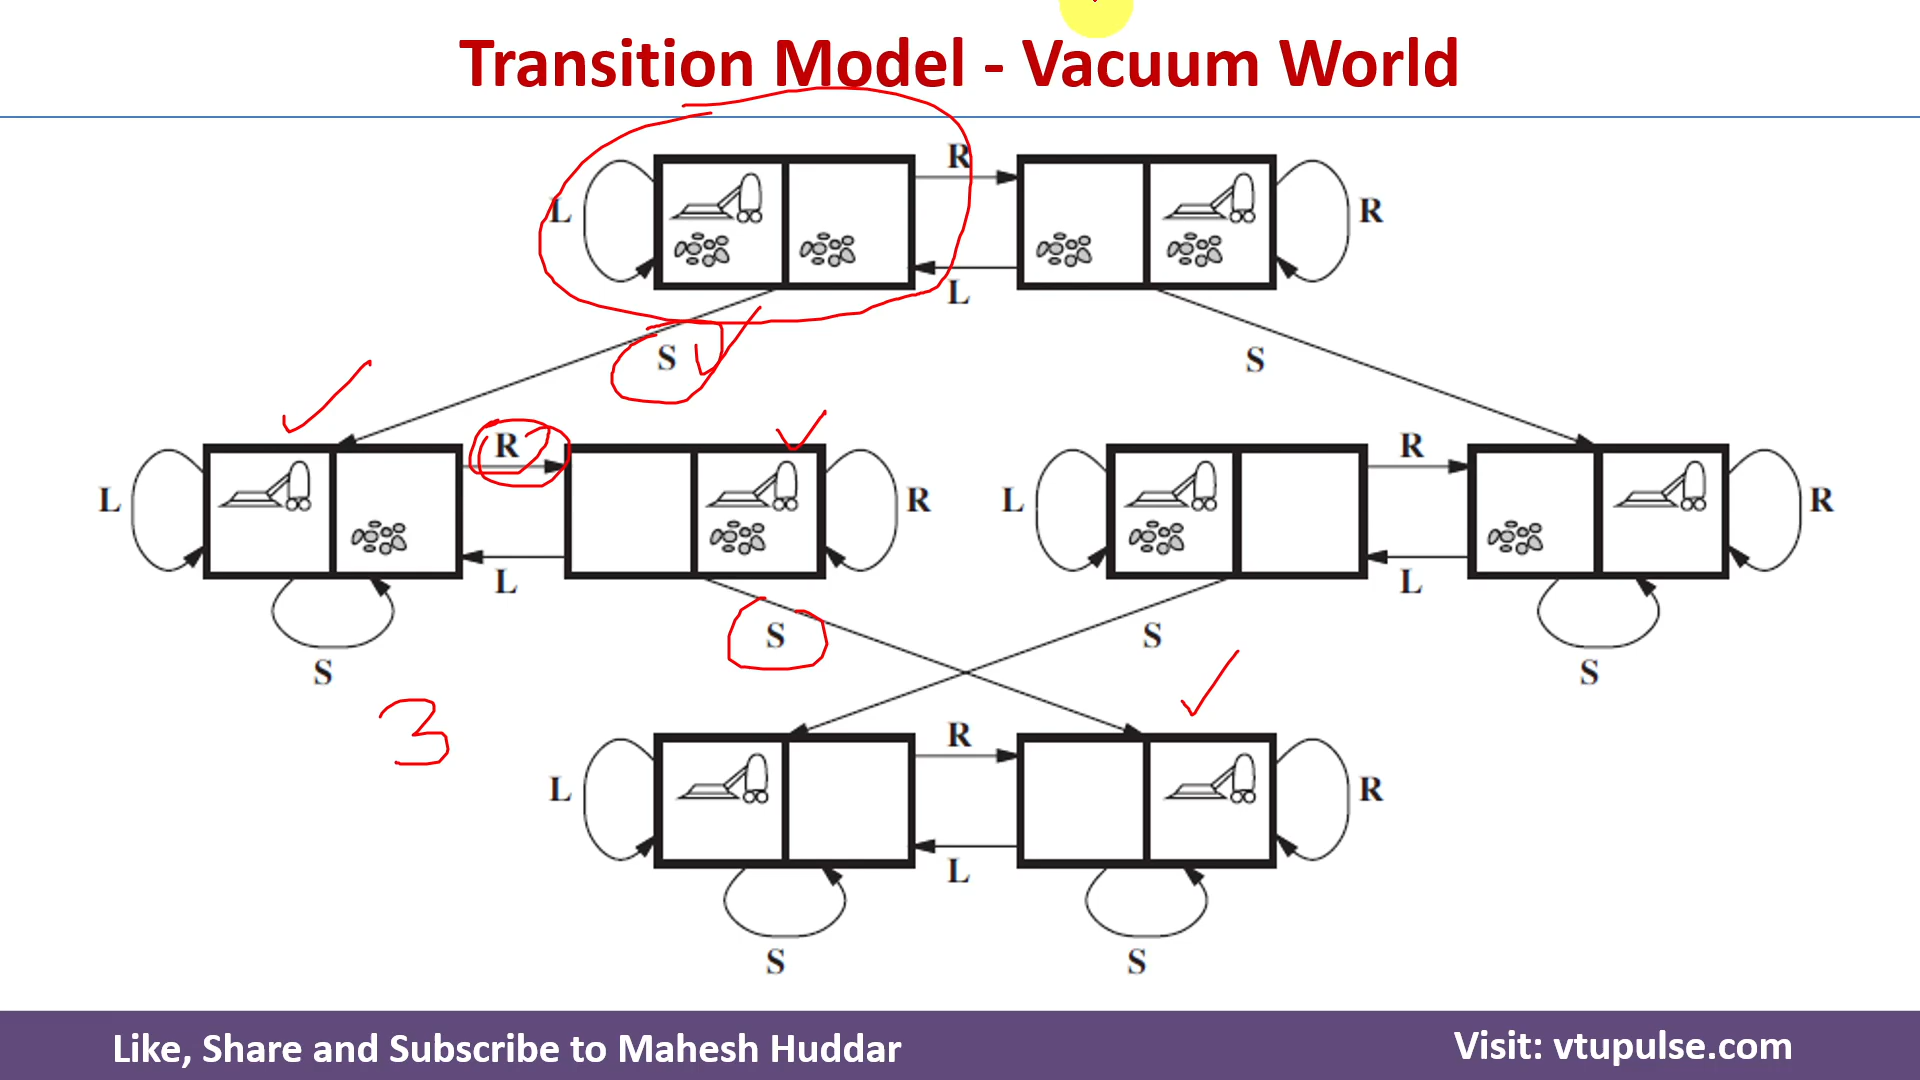 Transition Model - Vacuum World
R
L
R
L
S
S
R
R
L
R
L
R
L
L
S
S
S
S
3
R
L
R
L
S
S
Like, Share and Subscribe to Mahesh Huddar
Visit: vtupulse.com